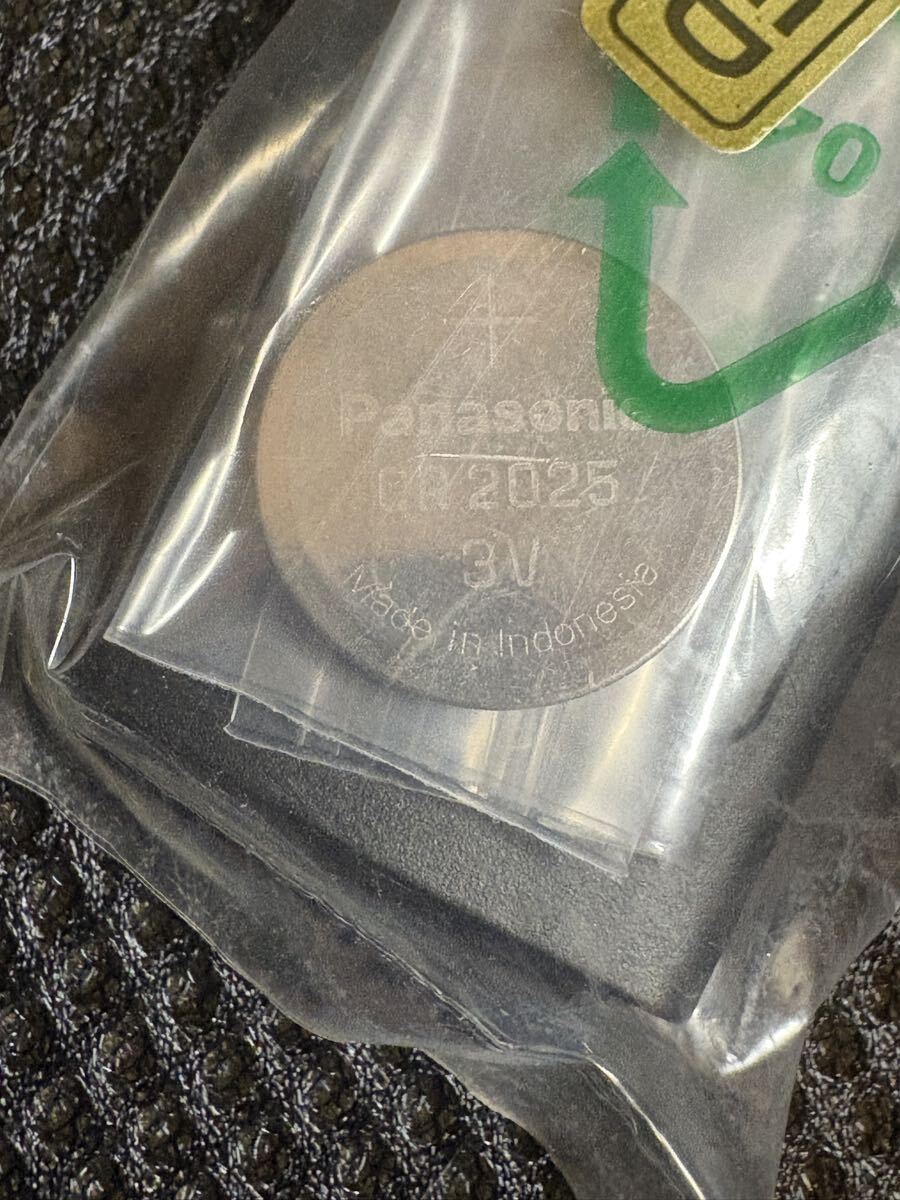 +
Panasonic
CR2025
3V
Made in Indonesia